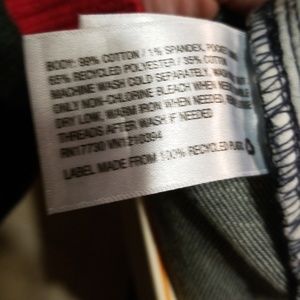 BODY: 99% COTTON / 1% SPANDEX, POCKET
65% RECYCLED POLYESTER / 35% COTTON
MACHINE WASH COLD SEPARATELY,
ONLY NON-CHLORINE BLEACH WHEN NEEDED,
DRY LOW, WARM IRON WHEN NEEDED, REMOVE
THREADS AFTER WASH IF NEEDED
RN17730
LABEL MADE FROM 100% RECYCLED